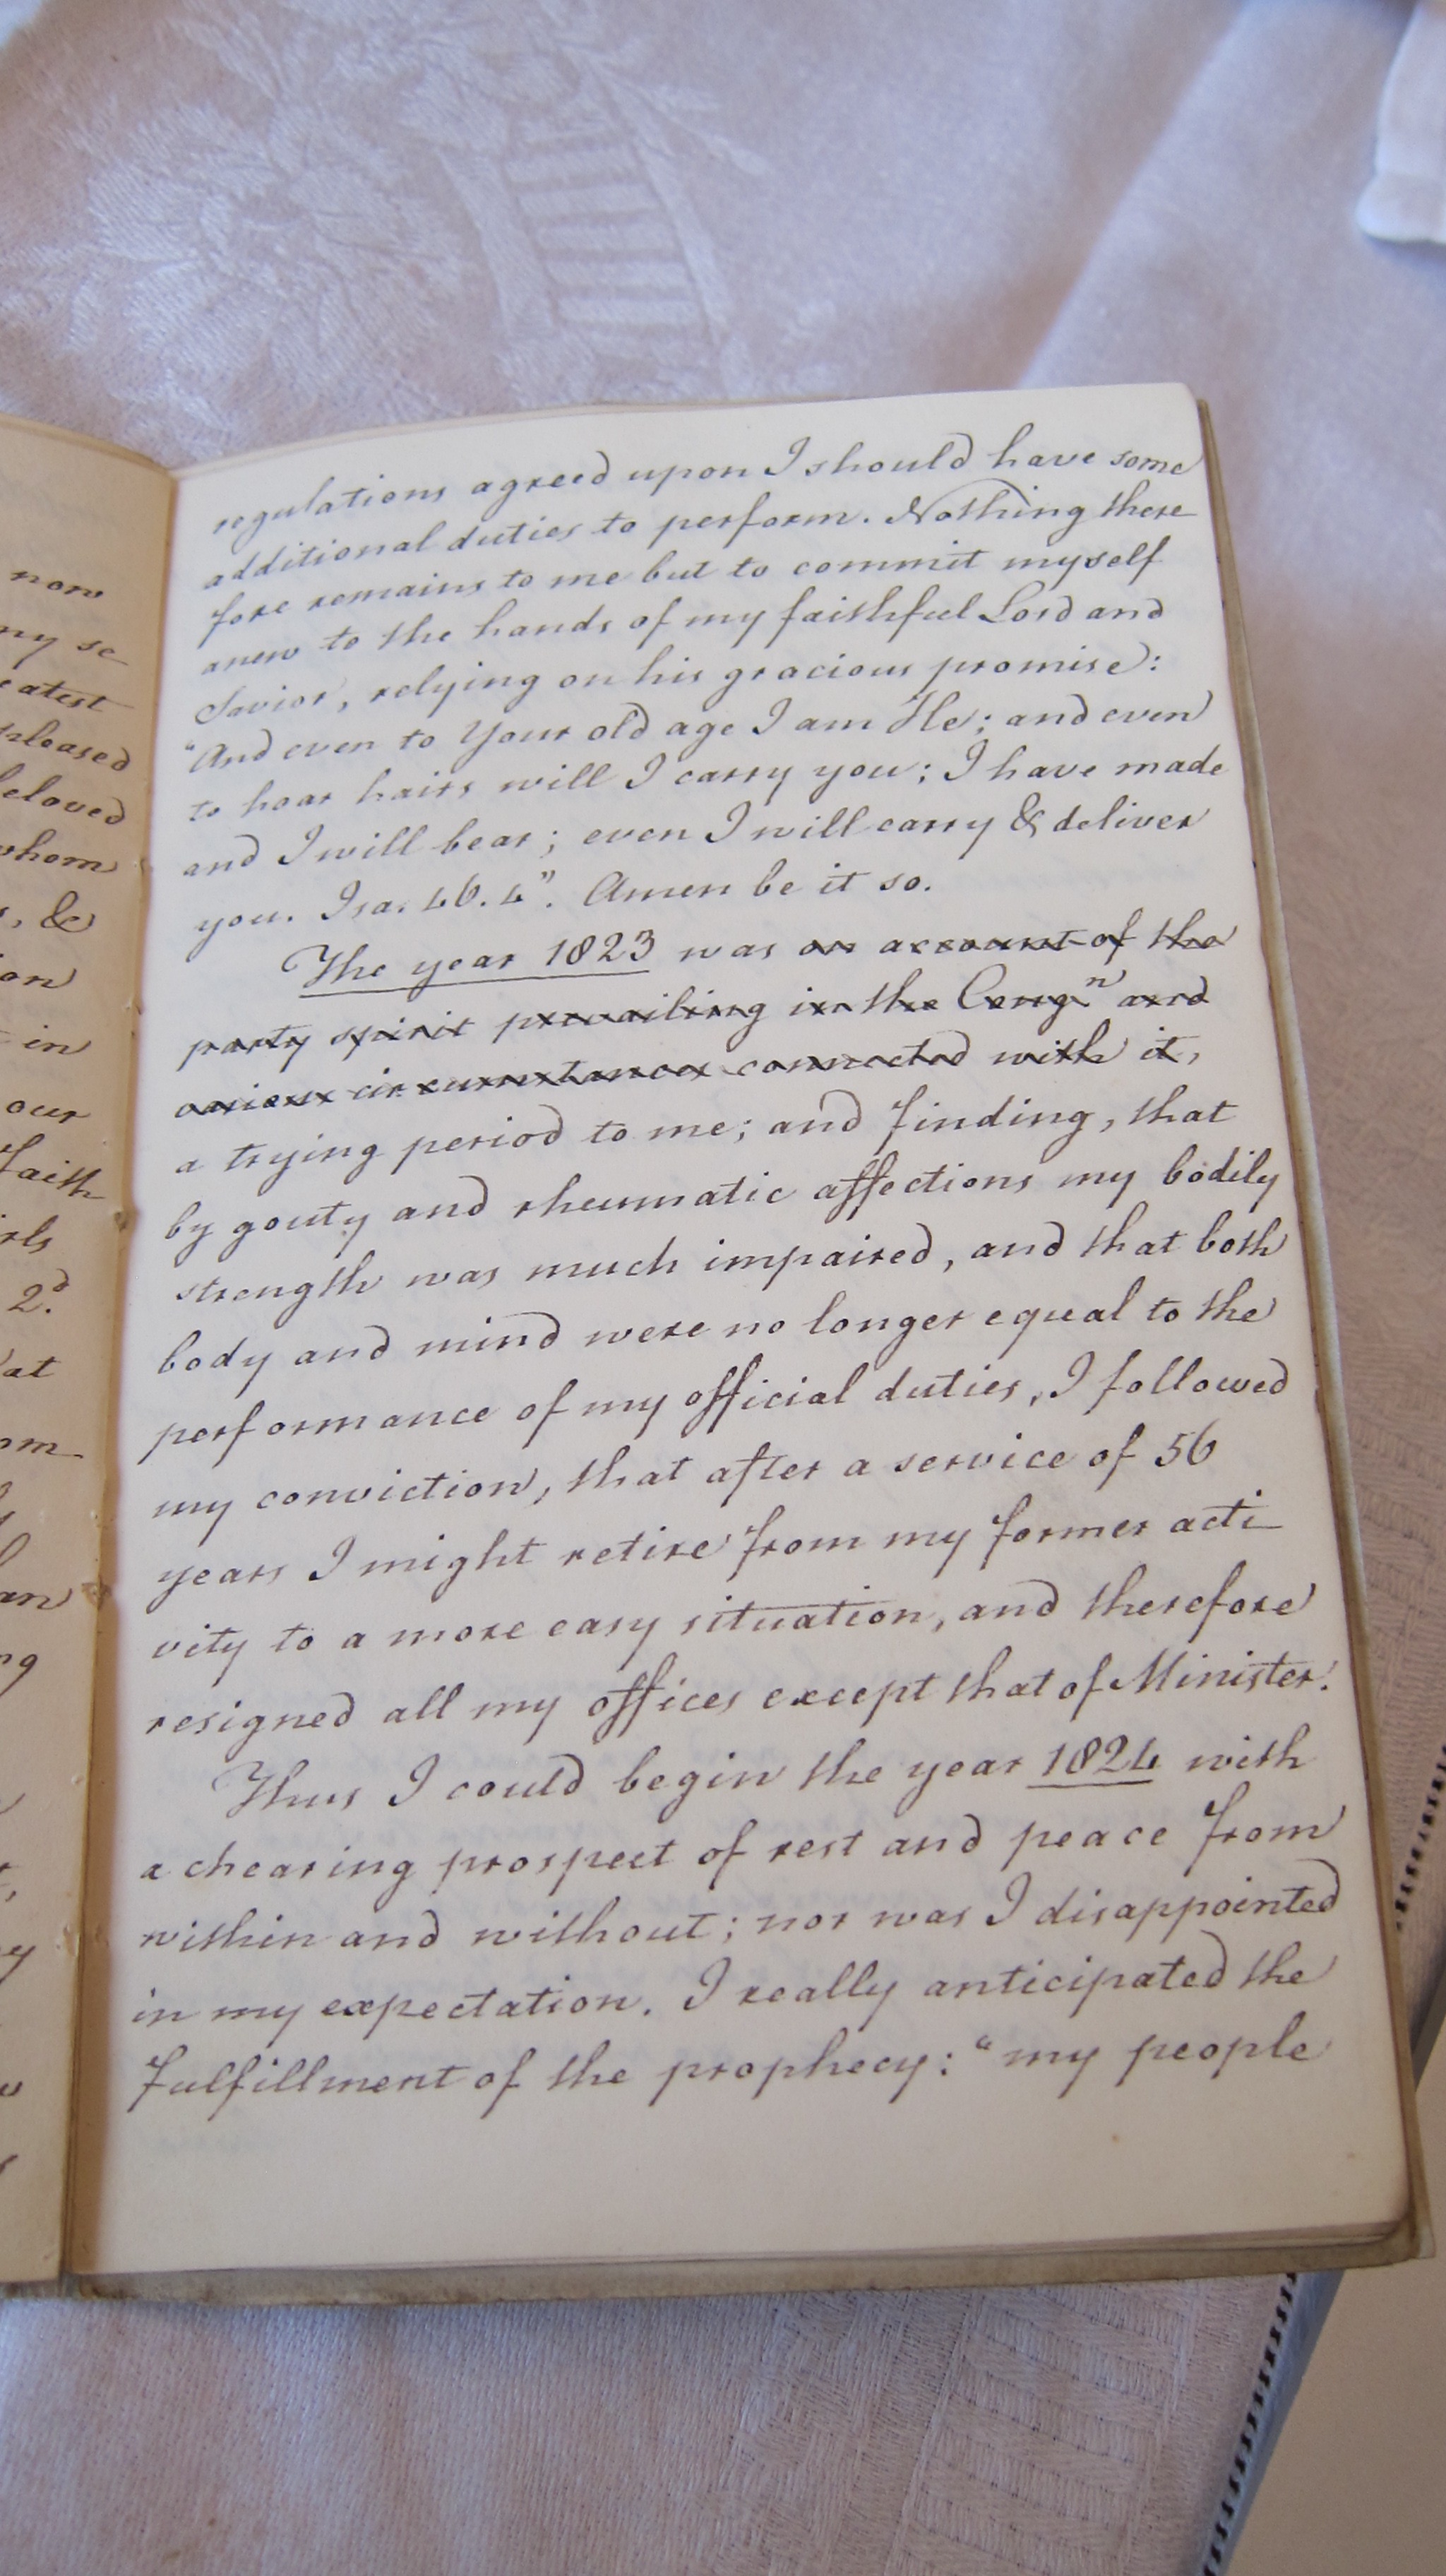 now
my se
eatest
pleased
beloved
whom
, &
ion
in
our
Faith
irls
2d.
at
om
an
ng
regulations agreed upon I should have some
additional duties to perform. Nothing there
fore remains to me but to commit myself
anew to the hands of my faithful Lord and
Savior, relying on his gracious promise:
"And even to Your old age I am He; and even
to hoar hairs will I carry you; I have made
and I will bear; even I will carry & deliver
you. Isa. 46. 4". Amen be it so.
The year 1823 was on account of the
party spirit prevailing in the Congn and
various circumstances connected with it,
a trying period to me; and finding, that
by gouty and rheumatic affections my bodily
strength was much impaired, and that both
body and mind were no longer equal to the
performance of my official duties, I followed
my conviction, that after a service of 56
years I might retire from my former acti
vity to a more easy situation, and therefore
resigned all my offices except that of Minister.
Thus I could begin the year 1824 with
a chearing prospect of rest and peace from
within and without; nor was I disappointed
in my expectation. I really anticipated the
fulfillment of the prophecy: "my people